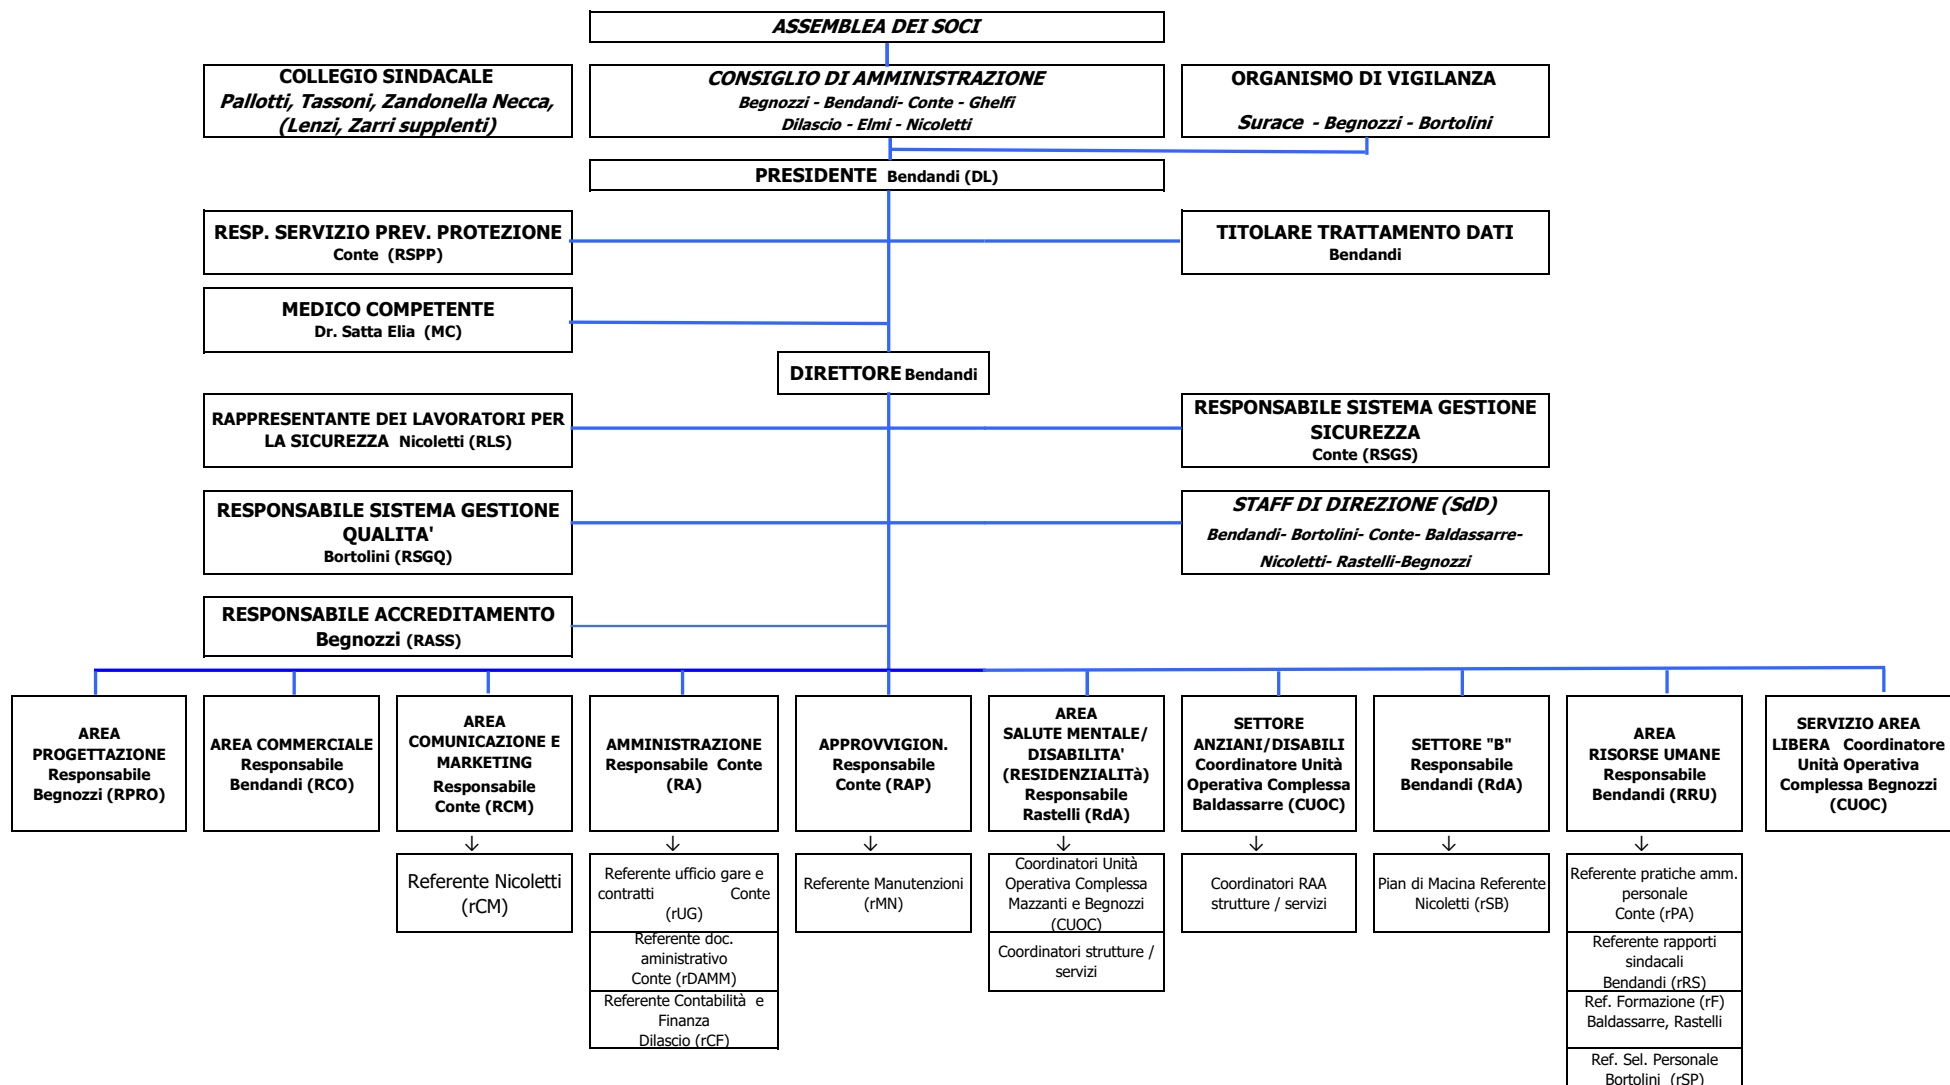 ASSEMBLEA DEI SOCI
COLLEGIO SINDACALE
Pallotti, Tassoni, Zandonella Necca,
(Lenzi, Zarri supplenti)
CONSIGLIO DI AMMINISTRAZIONE
Begnozzi - Bendandi- Conte - Ghelfi
Dilascio - Elmi - Nicoletti
ORGANISMO DI VIGILANZA
Surace - Begnozzi - Bortolini
PRESIDENTE Bendandi (DL)
RESP. SERVIZIO PREV. PROTEZIONE
Conte (RSPP)
TITOLARE TRATTAMENTO DATI
Bendandi
MEDICO COMPETENTE
Dr. Satta Elia (MC)
DIRETTORE Bendandi
RAPPRESENTANTE DEI LAVORATORI PER
LA SICUREZZA Nicoletti (RLS)
RESPONSABILE SISTEMA GESTIONE
SICUREZZA
Conte (RSGS)
RESPONSABILE SISTEMA GESTIONE
QUALITA'
Bortolini (RSGQ)
STAFF DI DIREZIONE (SdD)
Bendandi- Bortolini- Conte- Baldassarre-
Nicoletti- Rastelli-Begnozzi
RESPONSABILE ACCREDITAMENTO
Begnozzi (RASS)
AREA
PROGETTAZIONE
Responsabile
Begnozzi (RPRO)
AREA COMMERCIALE
Responsabile
Bendandi (RCO)
AREA
COMUNICAZIONE E
MARKETING
Responsabile
Conte (RCM)
AMMINISTRAZIONE
Responsabile Conte
(RA)
APPROVVIGION.
Responsabile
Conte (RAP)
AREA
SALUTE MENTALE/
DISABILITA'
(RESIDENZIALITà)
Responsabile
Rastelli (RdA)
SETTORE
ANZIANI/DISABILI
Coordinatore Unità
Operativa Complessa
Baldassarre (CUOC)
SETTORE "B"
Responsabile
Bendandi (RdA)
AREA
RISORSE UMANE
Responsabile
Bendandi (RRU)
SERVIZIO AREA
LIBERA Coordinatore
Unità Operativa
Complessa Begnozzi
(CUOC)
↓ ↓ ↓ ↓ ↓ ↓ ↓
Referente Nicoletti
(rCM)
Referente ufficio gare e
contratti Conte
(rUG)
Referente doc.
aministrativo
Conte (rDAMM)
Referente Contabilità e
Finanza
Dilascio (rCF)
Referente Manutenzioni
(rMN)
Coordinatori Unità
Operativa Complessa
Mazzanti e Begnozzi
(CUOC)
Coordinatori strutture /
servizi
Coordinatori RAA
strutture / servizi
Pian di Macina Referente
Nicoletti (rSB)
Referente pratiche amm.
personale
Conte (rPA)
Referente rapporti
sindacali
Bendandi (rRS)
Ref. Formazione (rF)
Baldassarre, Rastelli
Ref. Sel. Personale
Bortolini (rSP)